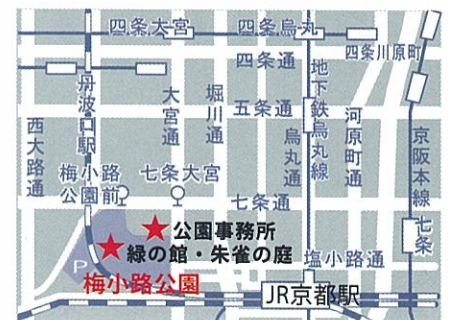 四条大宮
四条烏丸
四条河原町
四条通
丹波口駅
大宮通
堀川通
五条通
地下鉄烏丸線
烏丸通
河原町通
京阪本線
七条
西大路通
梅小路
公園前
七条大宮
七条通
公園事務所
緑の館・朱雀の庭
塩小路通
P
梅小路公園
JR京都駅